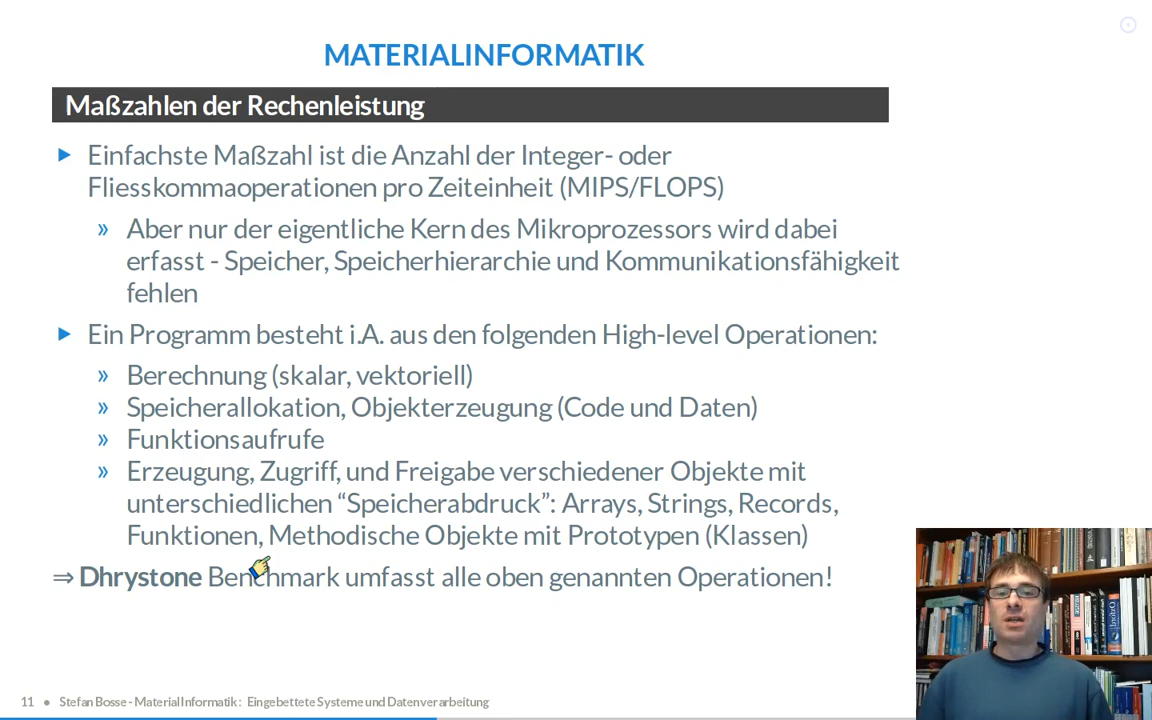 MATERIALINFORMATIK
Maßzahlen der Rechenleistung
Einfachste Maßzahl ist die Anzahl der Integer- oder
Fliesskommaoperationen pro Zeiteinheit (MIPS/FLOPS)
» Aber nur der eigentliche Kern des Mikroprozessors wird dabei
erfasst - Speicher, Speicherhierarchie und Kommunikationsfähigkeit
fehlen
Ein Programm besteht i.A. aus den folgenden High-level Operationen:
» Berechnung (skalar, vektoriell)
» Speicherallokation, Objekterzeugung (Code und Daten)
» Funktionsaufrufe
» Erzeugung, Zugriff, und Freigabe verschiedener Objekte mit
unterschiedlichen “Speicherabdruck”: Arrays, Strings, Records,
Funktionen, Methodische Objekte mit Prototypen (Klassen)
⇒ Dhrystone Benchmark umfasst alle oben genannten Operationen!
11 ● Stefan Bosse - Material Informatik : Eingebettete Systeme und Datenverarbeitung